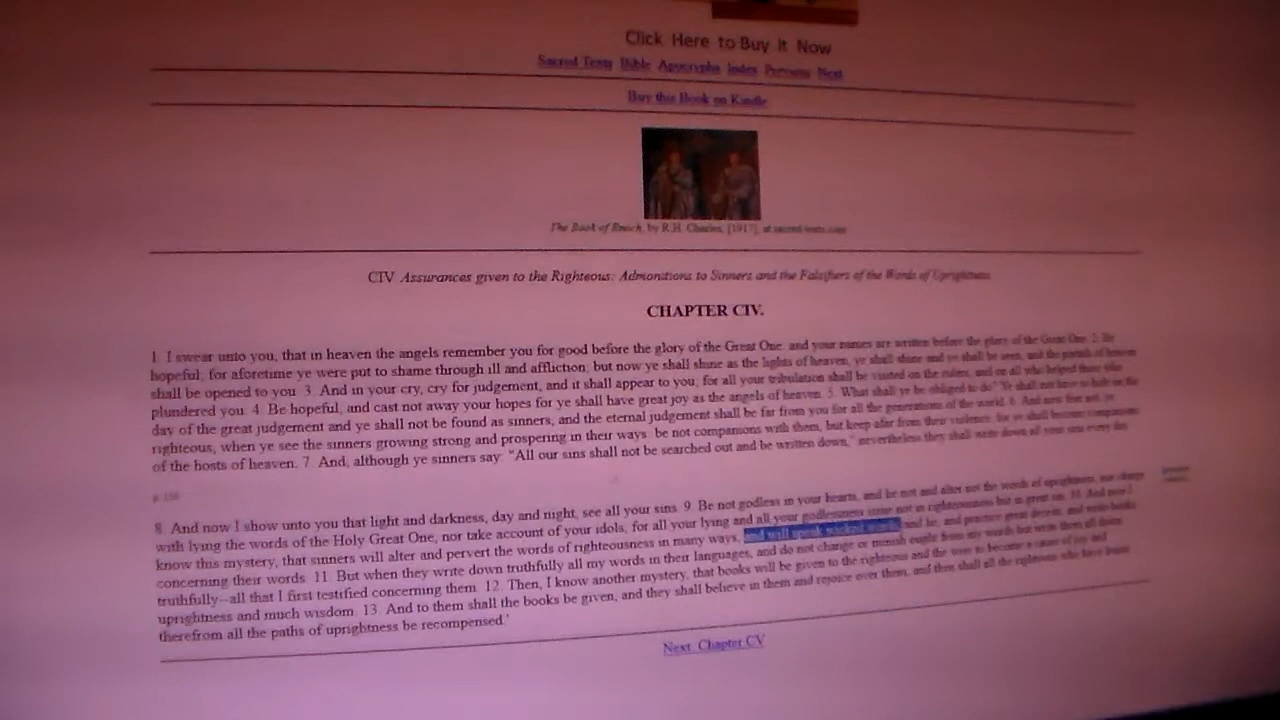 Click Here to Buy it Now
Sacred Texts Bible Apocrypha Index Previous Next
Buy this Book on Kindle
The Book of Enoch, by R.H. Charles, [1917], at sacred-texts.com
CIV Assurances given to the Righteous: Admonitions to Sinners and the Falsifiers of the Words of Uprightness
CHAPTER CIV.
1 I swear unto you, that in heaven the angels remember you for good before the glory of the Great One: and your names are written before the glory of the Great One. 2. Be
hopeful; for aforetime ye were put to shame through ill and affliction; but now ye shall shine as the lights of heaven, ye shall shine and ye shall be seen, and the portals of heaven
shall be opened to you. 3. And in your cry, cry for judgement, and it shall appear to you; for all your tribulation shall be visited on the rulers, and on all who helped those who
plundered you. 4. Be hopeful, and cast not away your hopes for ye shall have great joy as the angels of heaven. 5. What shall ye be obliged to do? Ye shall not have to hide on the
day of the great judgement and ye shall not be found as sinners, and the eternal judgement shall be far from you for all the generations of the world. 6. And now fear not, ye
righteous, when ye see the sinners growing strong and prospering in their ways: be not companions with them, but keep afar from their violence; for ye shall become companions
of the hosts of heaven. 7. And, although ye sinners say: "All our sins shall not be searched out and be written down," nevertheless they shall write down all your sins every day
8. And now I show unto you that light and darkness, day and night, see all your sins. 9. Be not godless in your hearts, and lie not and alter not the words of uprightness, nor charge
with lying the words of the Holy Great One, nor take account of your idols; for all your lying and all your godlessness issue not in righteousness but in great sin. 10. And now I
know this mystery, that sinners will alter and pervert the words of righteousness in many ways, and will speak wicked words, and lie, and practice great deceits, and write books
concerning their words. 11. But when they write down truthfully all my words in their languages, and do not change or minish ought from my words but write them all down
truthfully--all that I first testified concerning them. 12. Then, I know another mystery, that books will be given to the righteous and the wise to become a cause of joy and
uprightness and much wisdom. 13. And to them shall the books be given, and they shall believe in them and rejoice over them, and then shall all the righteous who have learnt
therefrom all the paths of uprightness be recompensed.'
Next: Chapter CV